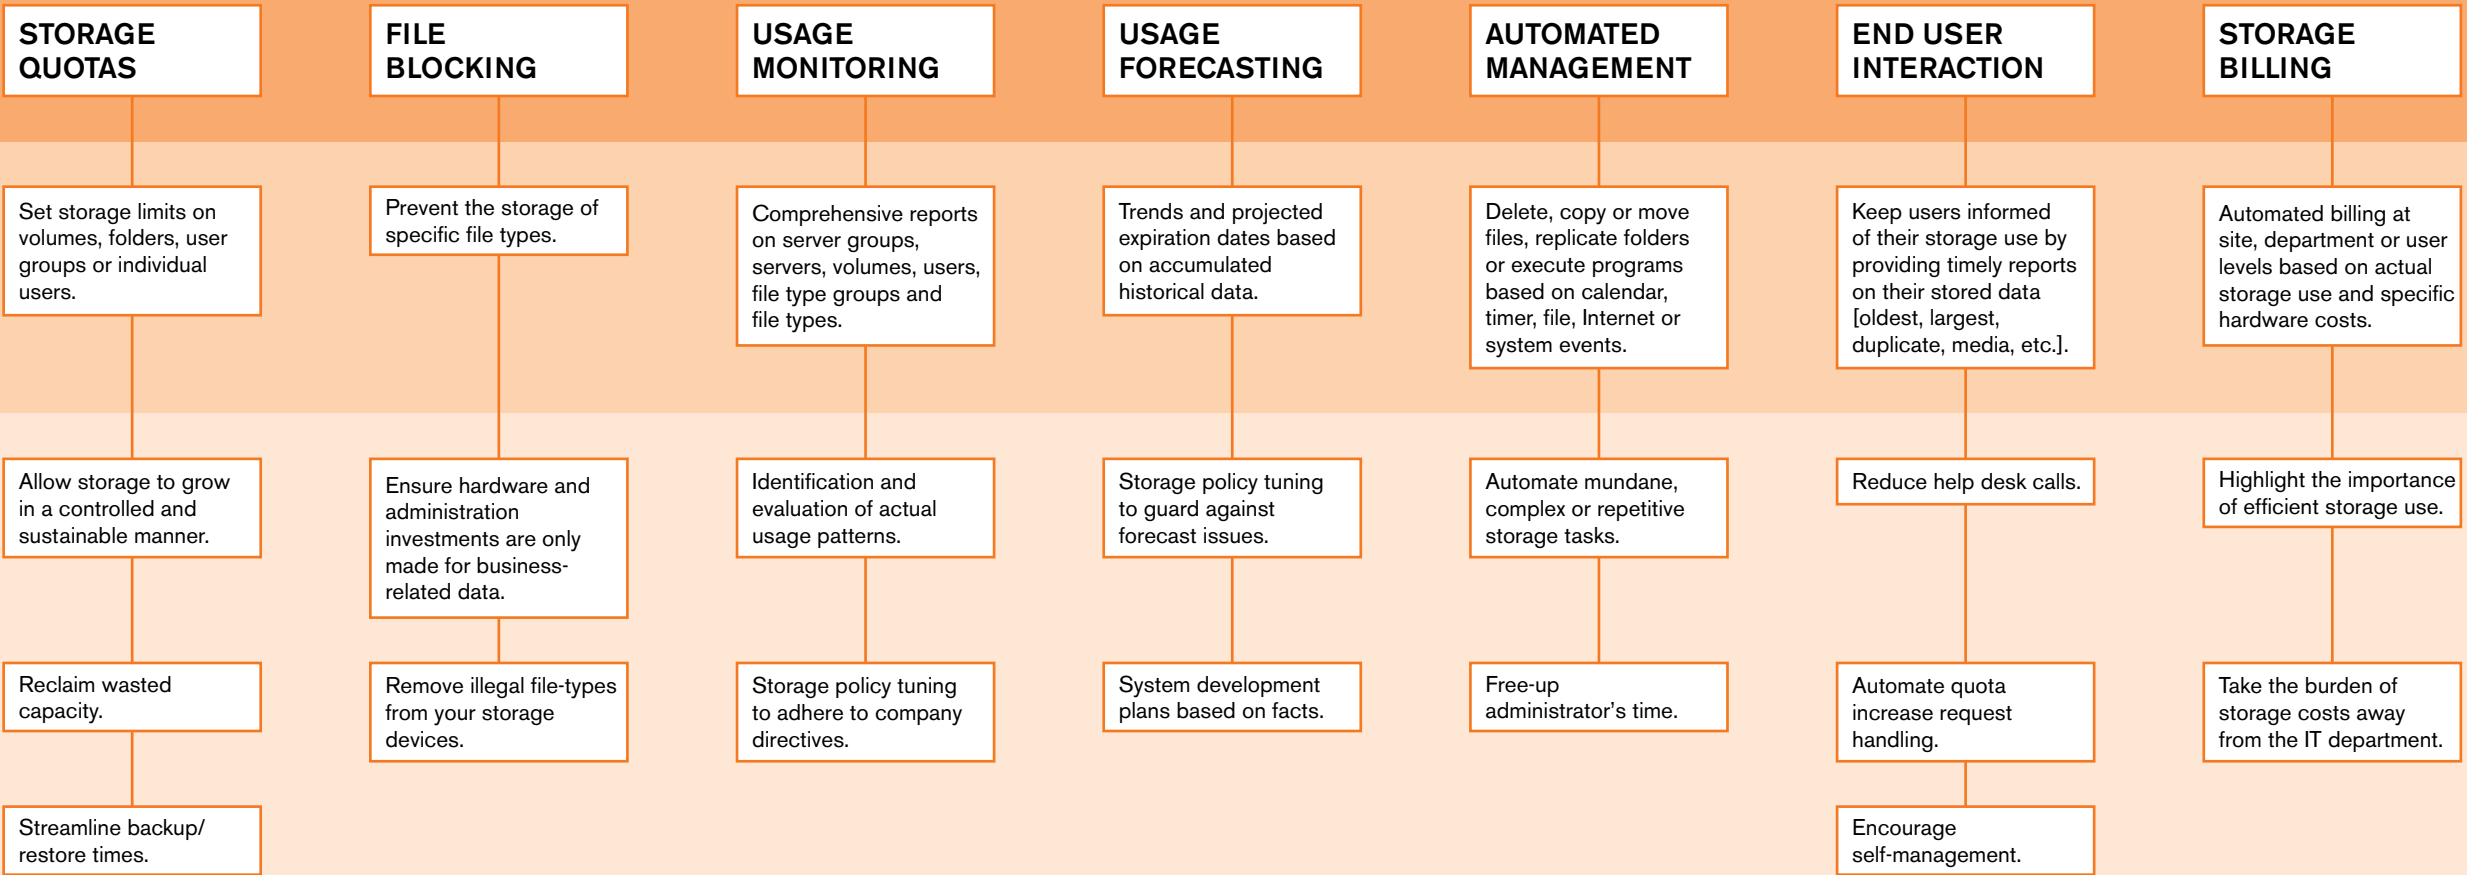 STORAGE
QUOTAS
FILE
BLOCKING
USAGE
MONITORING
USAGE
FORECASTING
AUTOMATED
MANAGEMENT
END USER
INTERACTION
STORAGE
BILLING
Set storage limits on
volumes, folders, user
groups or individual
users.
Prevent the storage of
specific file types.
Comprehensive reports
on server groups,
servers, volumes, users,
file type groups and
file types.
Trends and projected
expiration dates based
on accumulated
historical data.
Delete, copy or move
files, replicate folders
or execute programs
based on calendar,
timer, file, Internet or
system events.
Keep users informed
of their storage use by
providing timely reports
on their stored data
[oldest, largest,
duplicate, media, etc.].
Automated billing at
site, department or user
levels based on actual
storage use and specific
hardware costs.
Allow storage to grow
in a controlled and
sustainable manner.
Ensure hardware and
administration
investments are only
made for business-
related data.
Identification and
evaluation of actual
usage patterns.
Storage policy tuning
to guard against
forecast issues.
Automate mundane,
complex or repetitive
storage tasks.
Reduce help desk calls.
Highlight the importance
of efficient storage use.
Reclaim wasted
capacity.
Remove illegal file-types
from your storage
devices.
Storage policy tuning
to adhere to company
directives.
System development
plans based on facts.
Free-up
administrator’s time.
Automate quota
increase request
handling.
Take the burden of
storage costs away
from the IT department.
Streamline backup/
restore times.
Encourage
self-management.